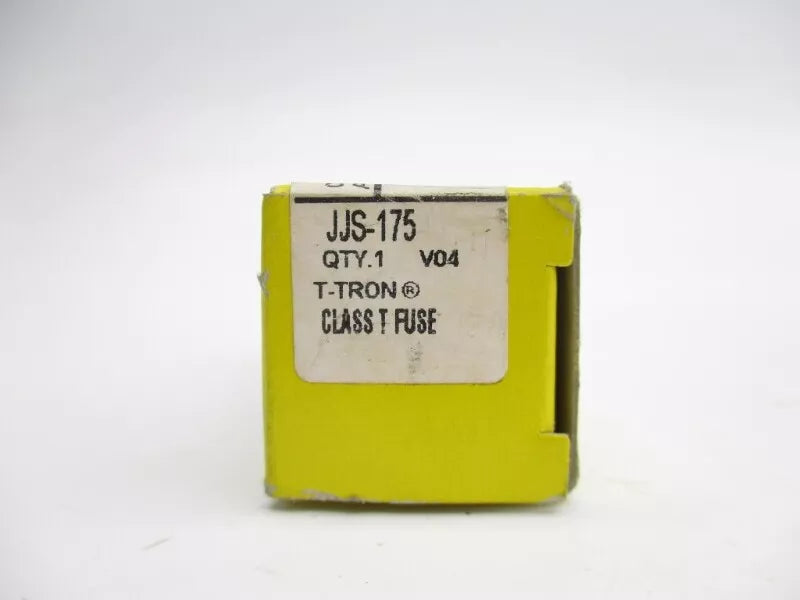 JJS-175
QTY.1 V04
T-TRON®
CLASS T FUSE